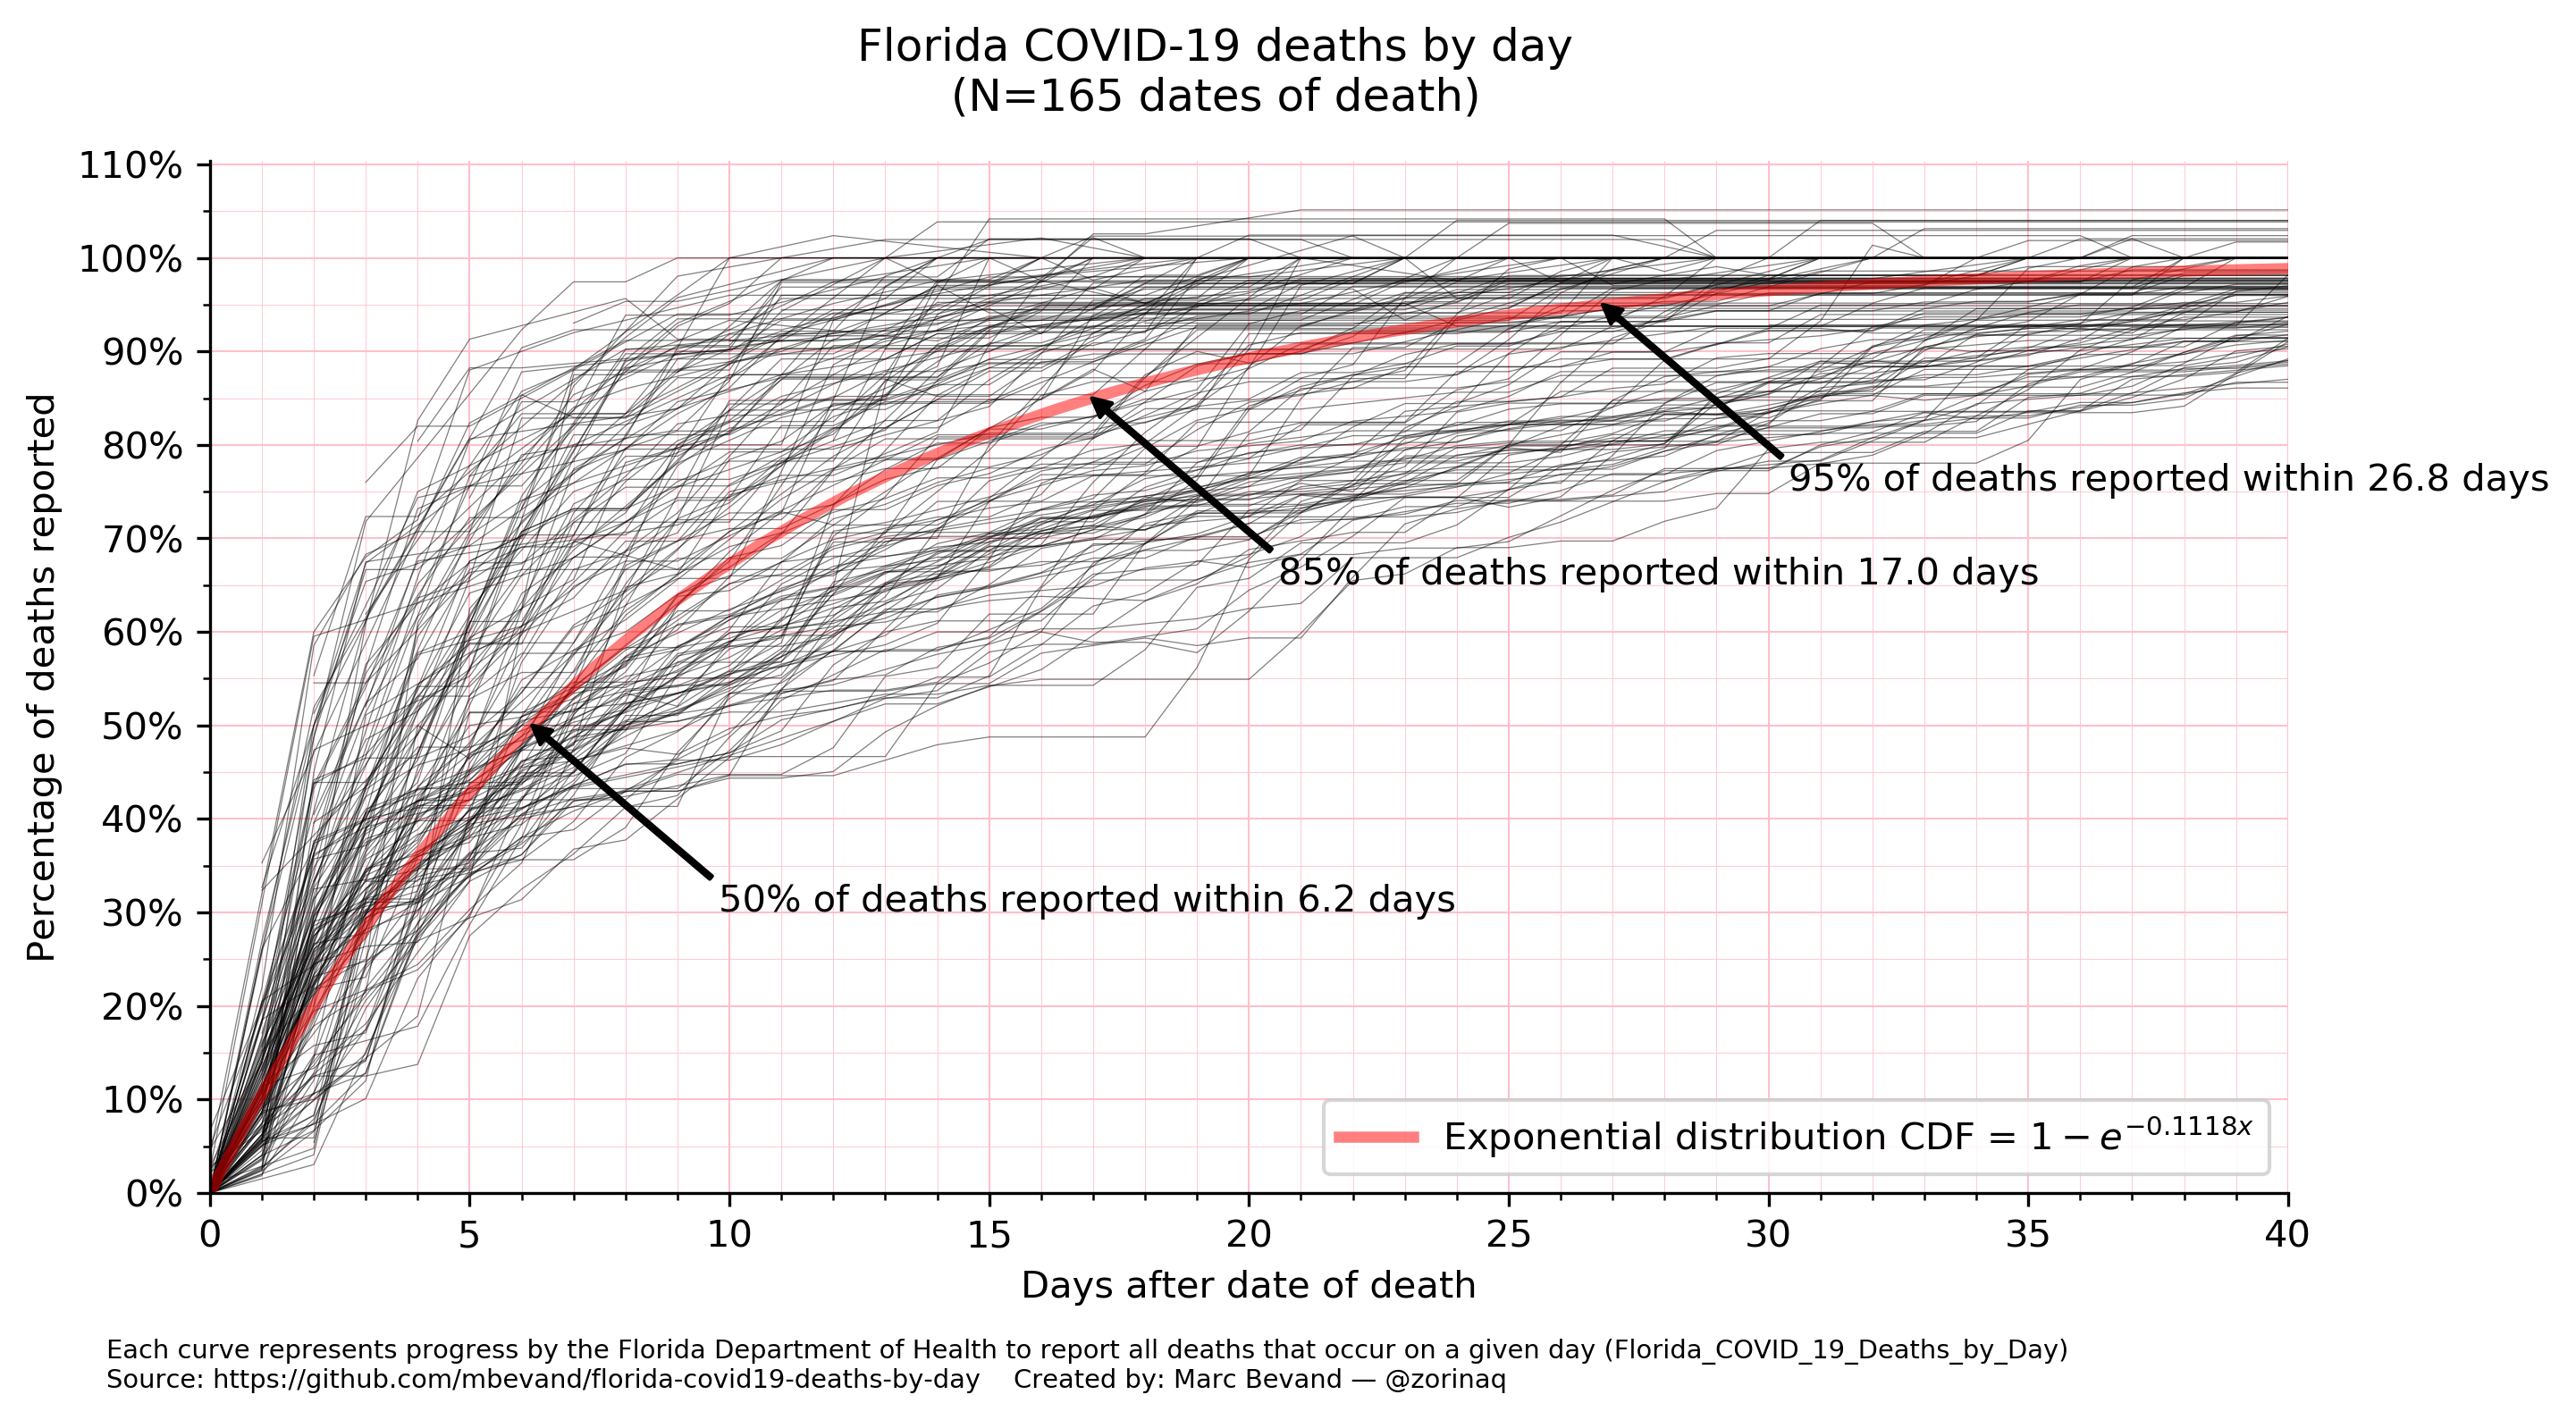 Florida COVID-19 deaths by day
(N=165 dates of death)
110%
100%
90%
80%
70%
60%
50%
40%
30%
20%
10%
0%
Percentage of deaths reported
95% of deaths reported within 26.8 days
85% of deaths reported within 17.0 days
50% of deaths reported within 6.2 days
Exponential distribution CDF = 1 − e^{−0.1118x}
0 5 10 15 20 25 30 35 40
Days after date of death
Each curve represents progress by the Florida Department of Health to report all deaths that occur on a given day (Florida_COVID_19_Deaths_by_Day)
Source: https://github.com/mbevand/florida-covid19-deaths-by-day Created by: Marc Bevand — @zorinaq